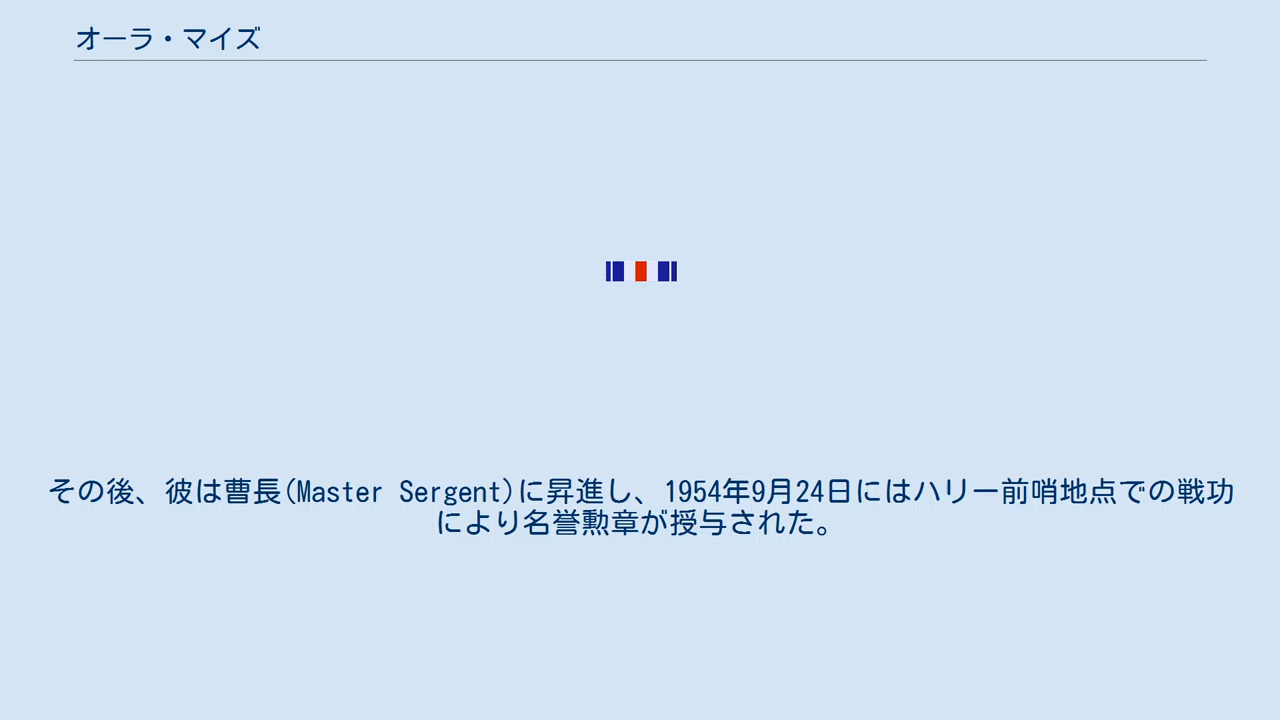 オーラ・マイズ
その後、彼は曹長(Master Sergent)に昇進し、1954年9月24日にはハリー前哨地点での戦功
により名誉勲章が授与された。